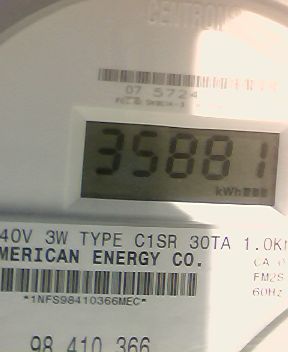 CENTRON
07 5724
35881
kWh
40V 3W TYPE C1SR 30TA 1.0K
MERICAN ENERGY CO.
CA 0
FM2S
60Hz
*1NFS98410366MEC*
98 410 366